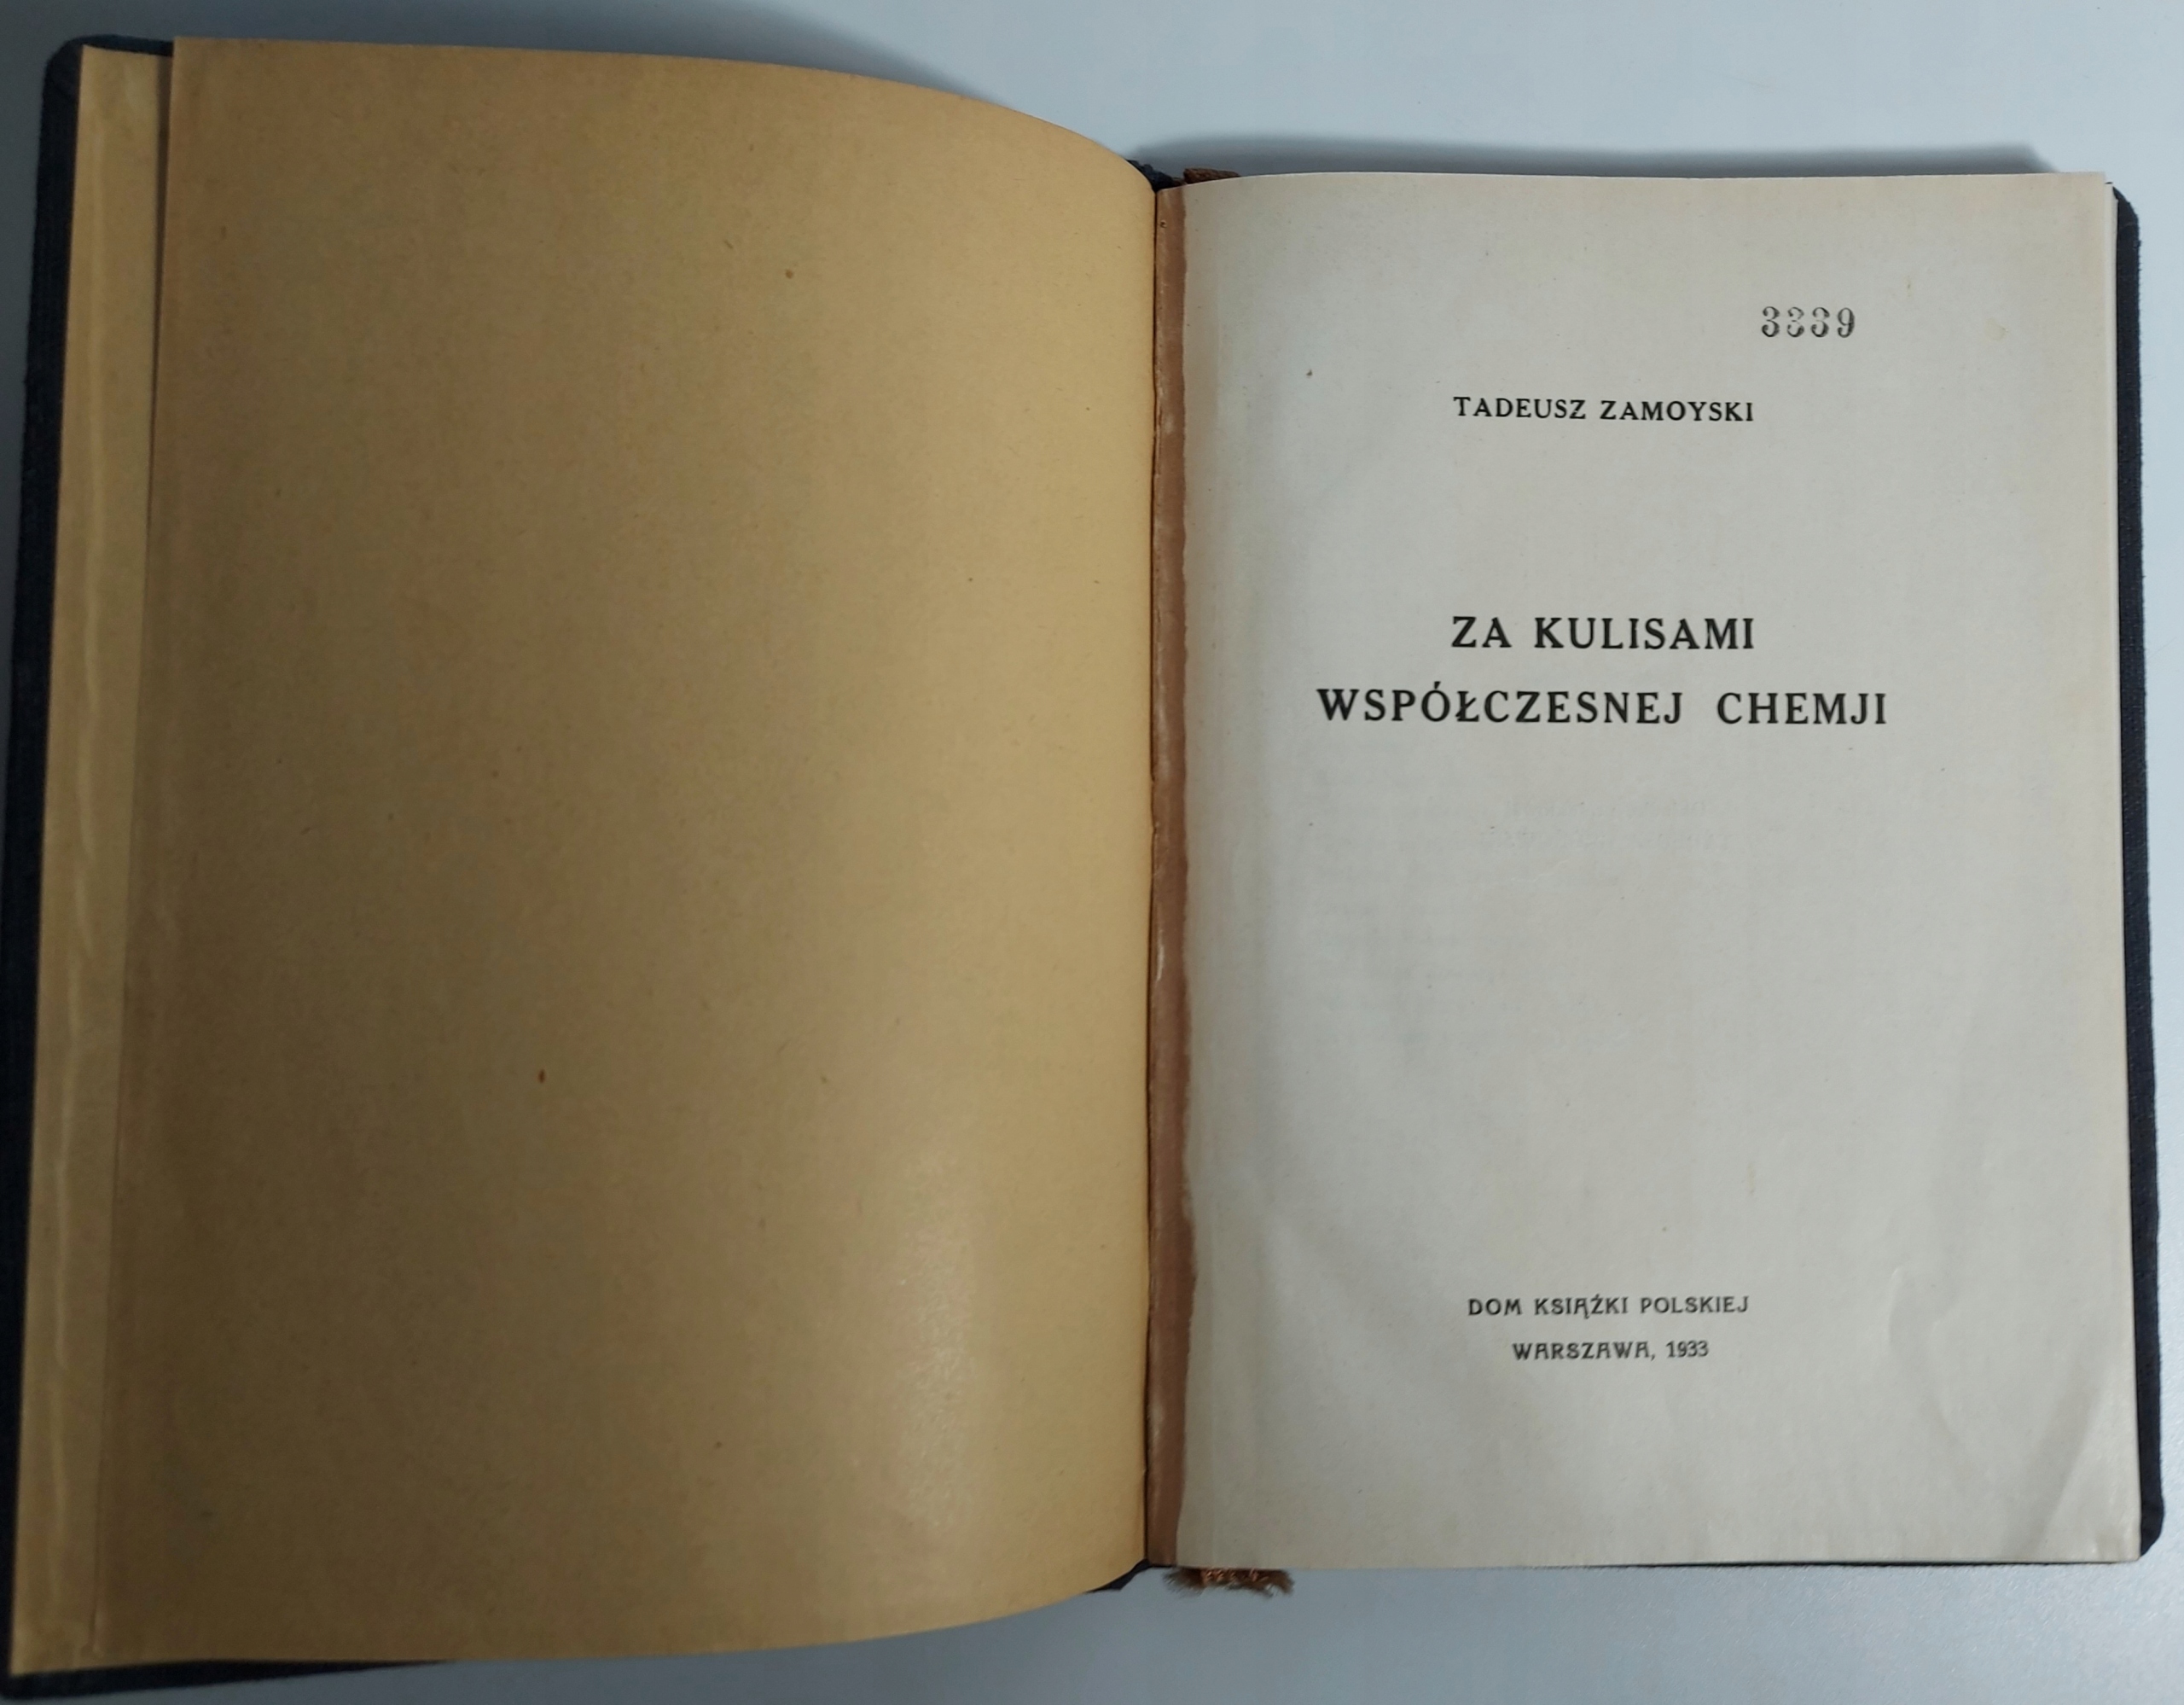 3339
TADEUSZ ZAMOYSKI
ZA KULISAMI
WSPÓŁCZESNEJ CHEMJI
DOM KSIĄŻKI POLSKIEJ
WARSZAWA, 1933